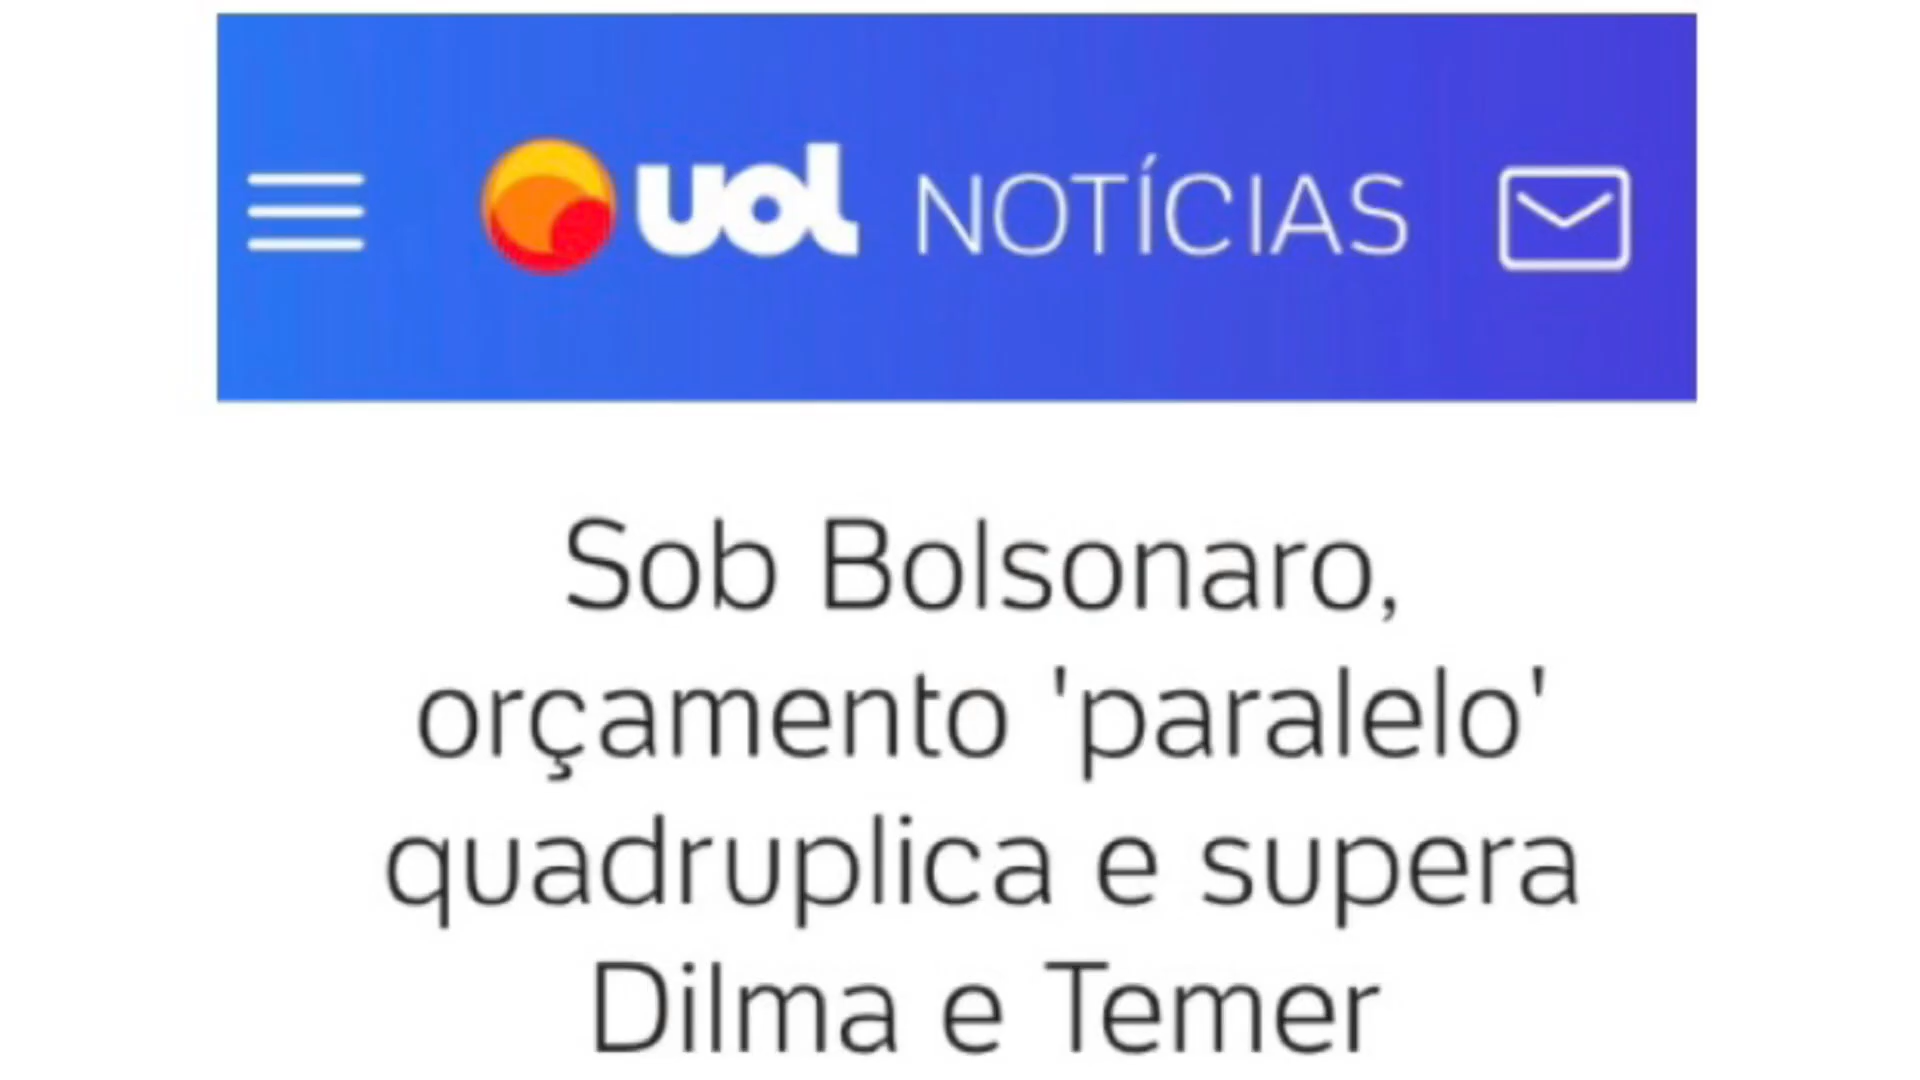 uol NOTÍCIAS
Sob Bolsonaro,
orçamento 'paralelo'
quadruplica e supera
Dilma e Temer